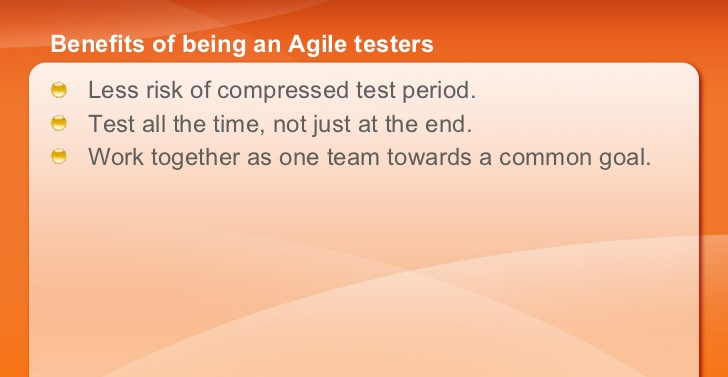 Benefits of being an Agile testers
Less risk of compressed test period.
Test all the time, not just at the end.
Work together as one team towards a common goal.